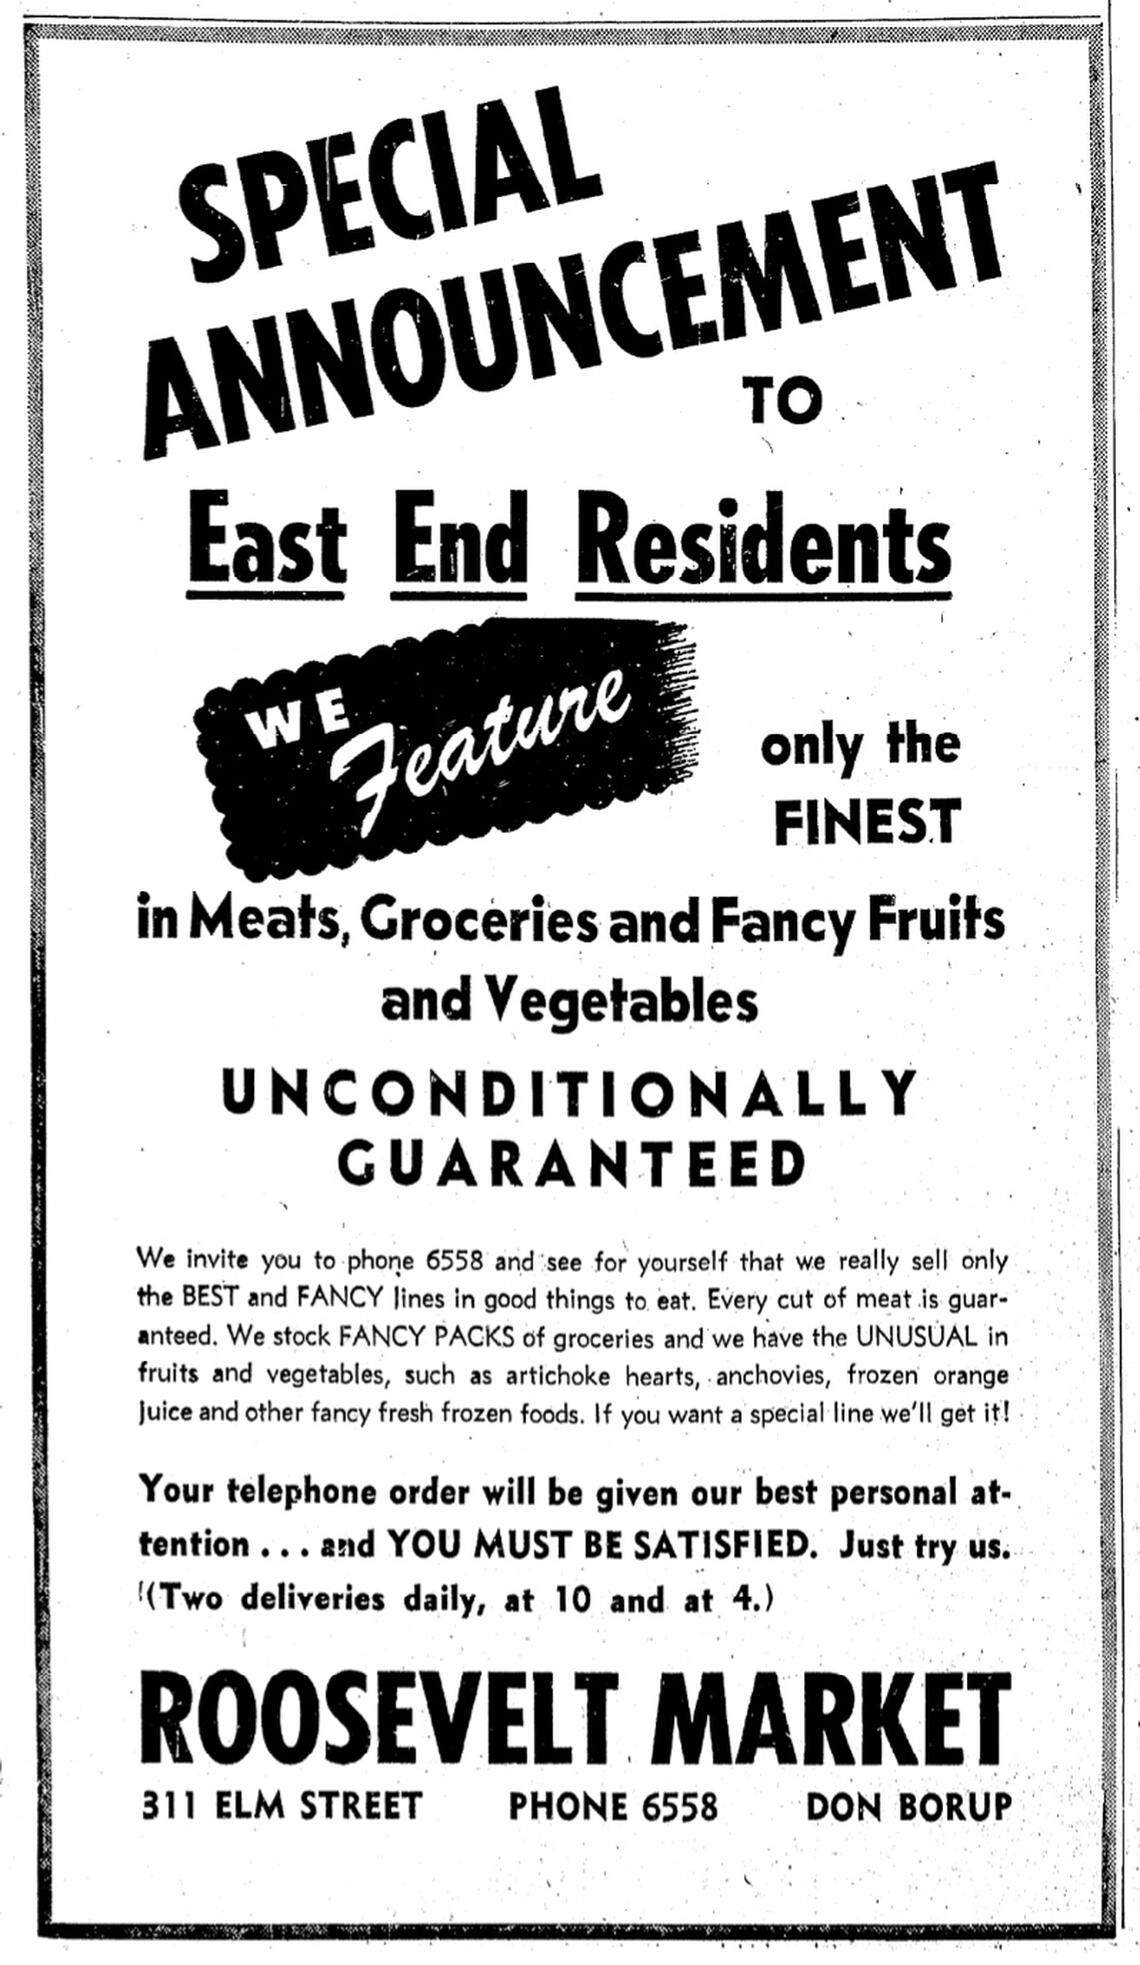 SPECIAL
ANNOUNCEMENT
TO
East End Residents
WE
Feature
only the
FINEST
in Meats, Groceries and Fancy Fruits
and Vegetables
UNCONDITIONALLY
GUARANTEED
We invite you to phone 6558 and see for yourself that we really sell only
the BEST and FANCY lines in good things to eat. Every cut of meat is guar-
anteed. We stock FANCY PACKS of groceries and we have the UNUSUAL in
fruits and vegetables, such as artichoke hearts, anchovies, frozen orange
juice and other fancy fresh frozen foods. If you want a special line we'll get it!
Your telephone order will be given our best personal at-
tention . . . and YOU MUST BE SATISFIED. Just try us.
(Two deliveries daily, at 10 and at 4.)
ROOSEVELT MARKET
311 ELM STREET PHONE 6558 DON BORUP